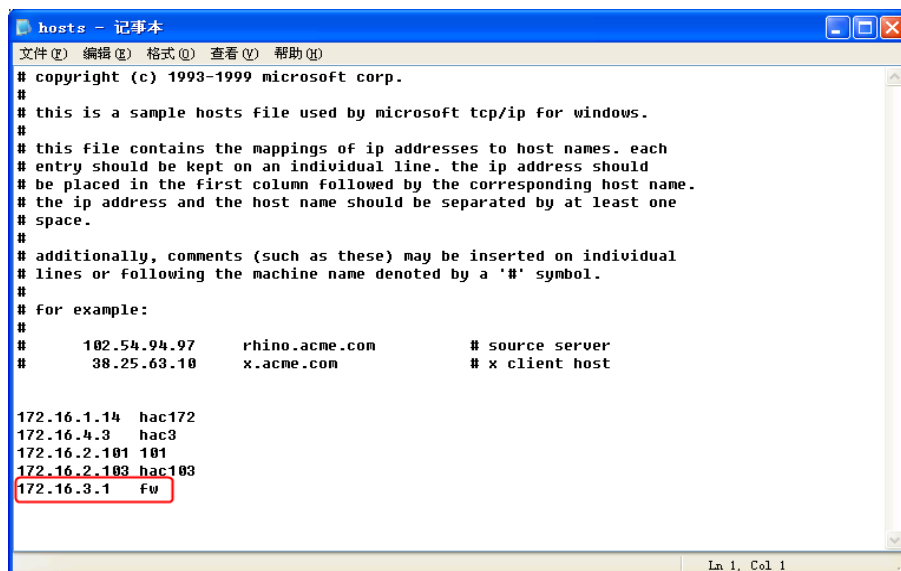 hosts - 记事本
文件(F) 编辑(E) 格式(O) 查看(V) 帮助(H)
# copyright (c) 1993-1999 microsoft corp.
#
# this is a sample hosts file used by microsoft tcp/ip for windows.
#
# this file contains the mappings of ip addresses to host names. each
# entry should be kept on an individual line. the ip address should
# be placed in the first column followed by the corresponding host name.
# the ip address and the host name should be separated by at least one
# space.
#
# additionally, comments (such as these) may be inserted on individual
# lines or following the machine name denoted by a '#' symbol.
#
# for example:
#
#      102.54.94.97     rhino.acme.com          # source server
#       38.25.63.10     x.acme.com              # x client host
172.16.1.14  hac172
172.16.4.3   hac3
172.16.2.101 101
172.16.2.103 hac103
172.16.3.1   fw
Ln 1, Col 1